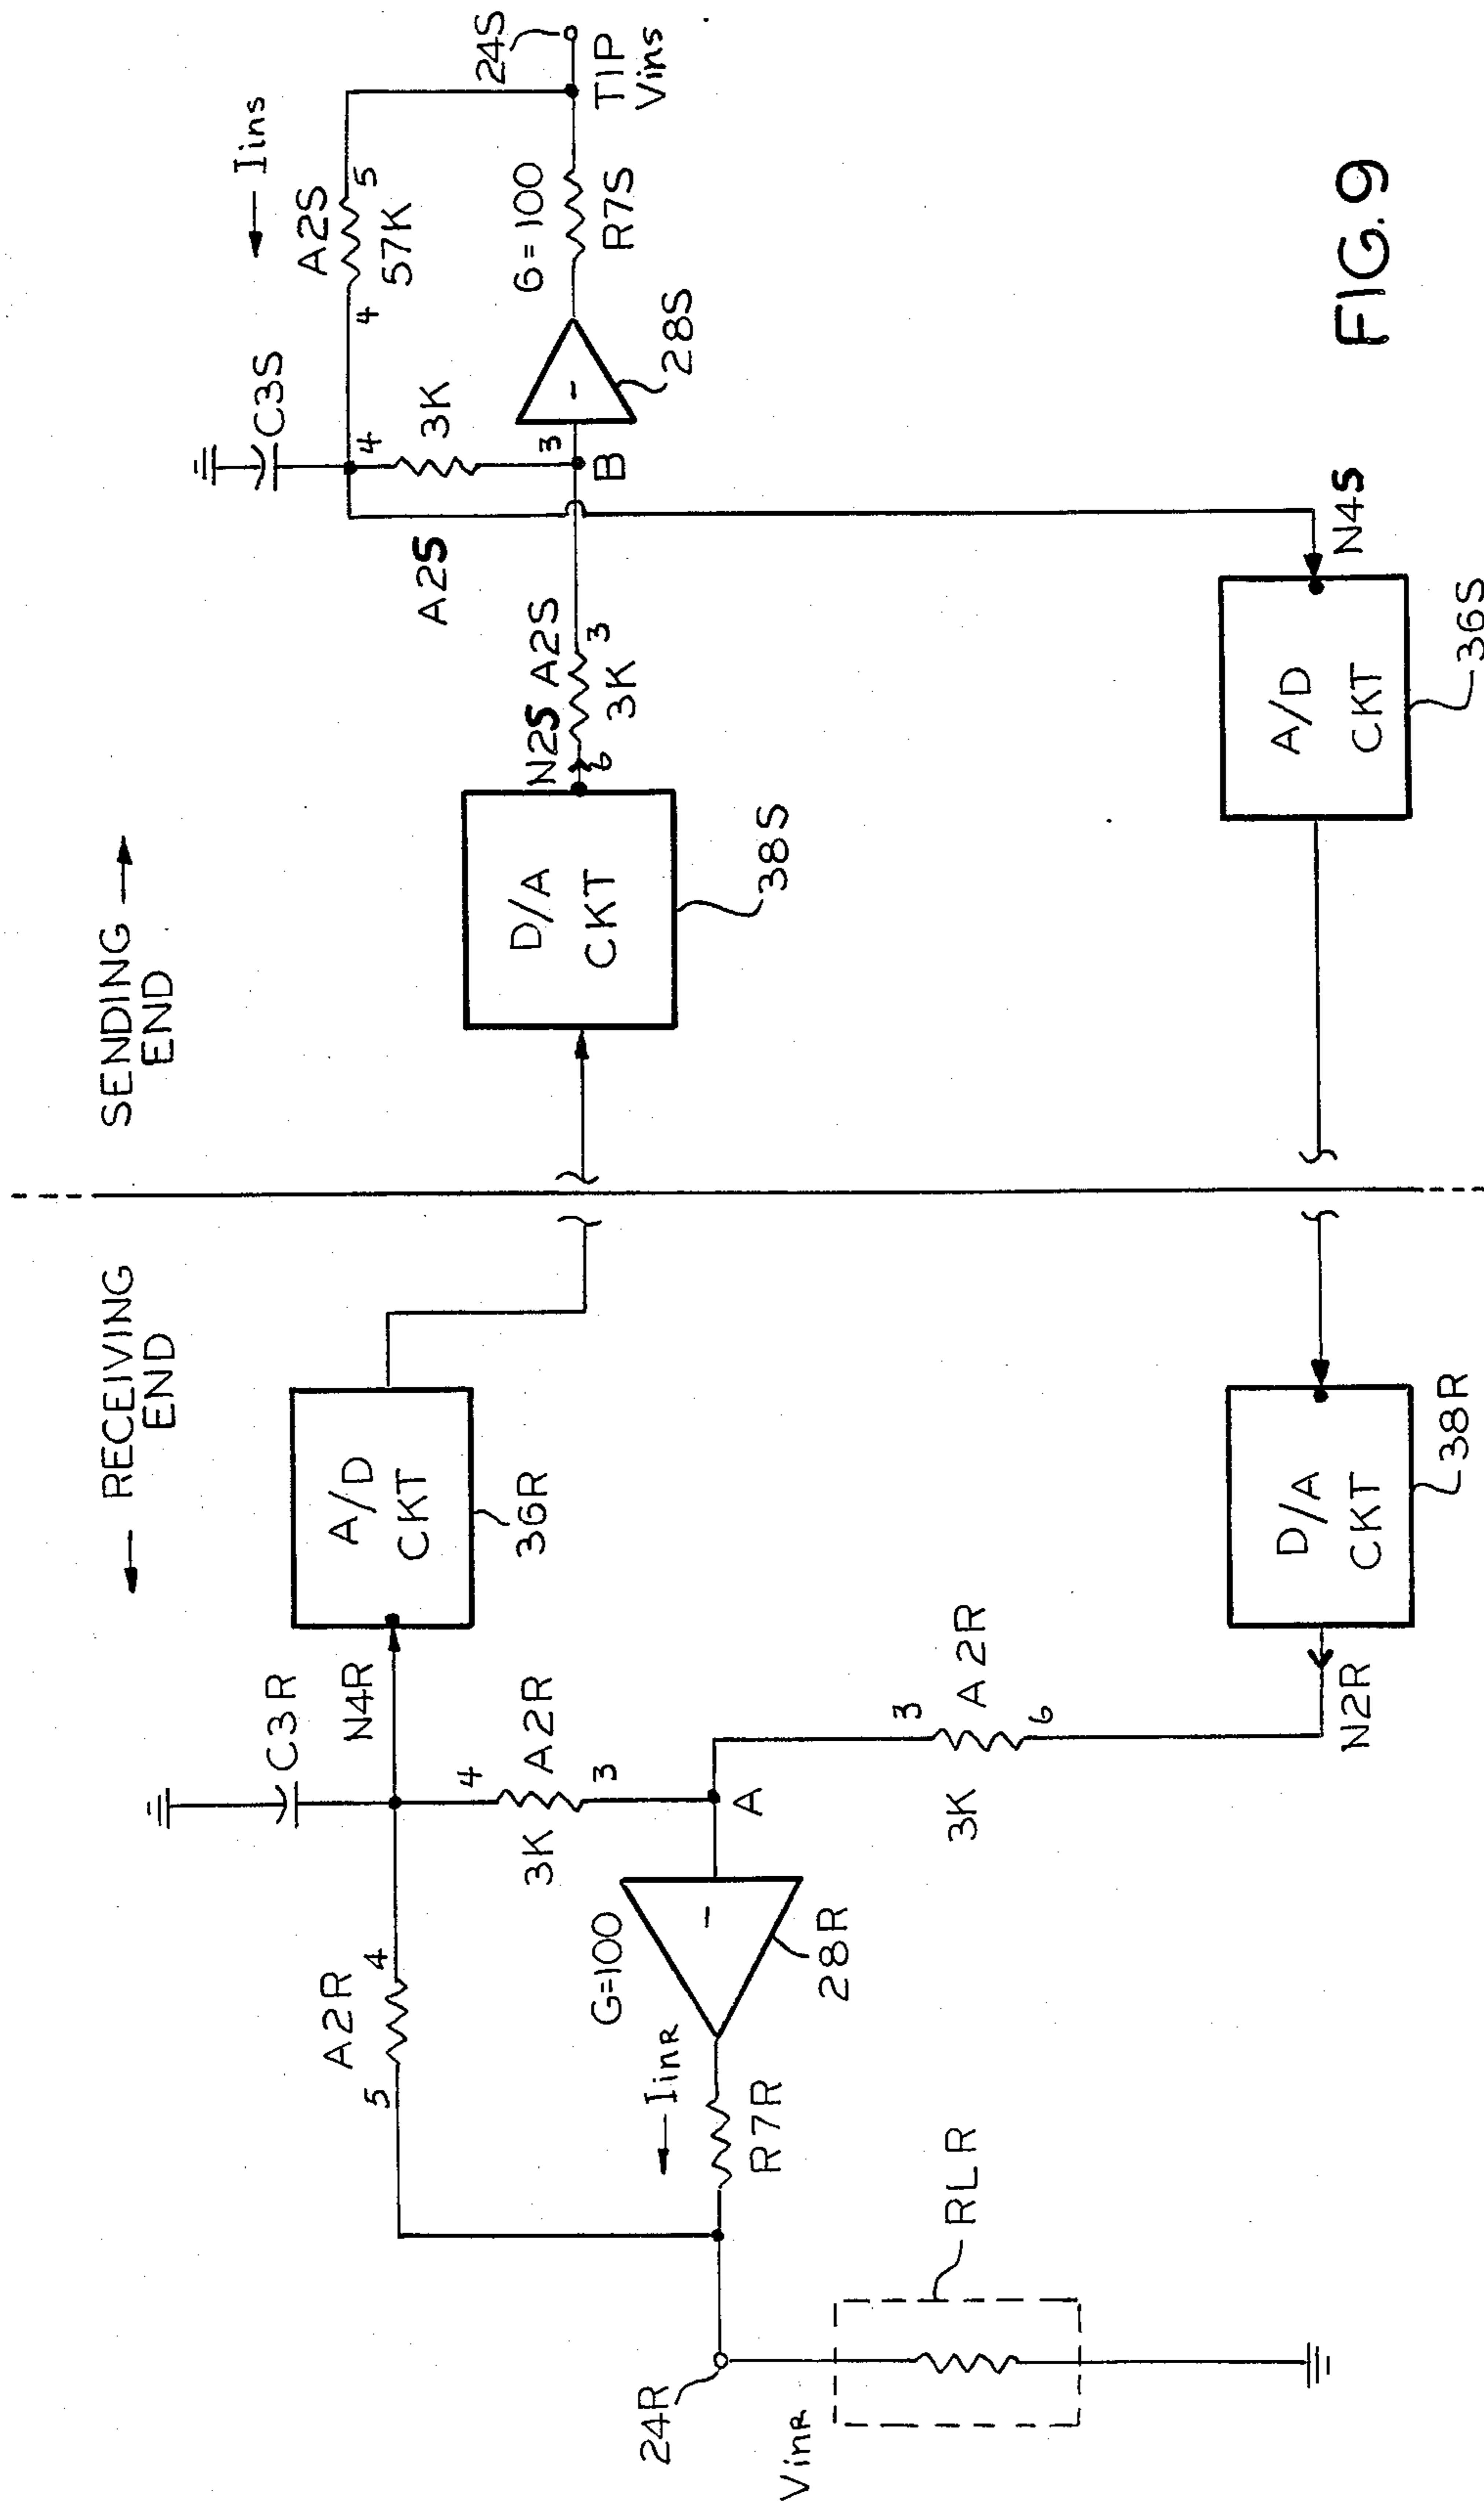 ← RECEIVING
END
SENDING →
END
24R
VinR
RLR
A2R
5
4
C3R
N4R
4
3K
A2R
3
A
G=100
28R
← IinR
R7R
3K
3
A2R
6
N2R
A/D
CKT
36R
D/A
CKT
38R
D/A
CKT
38S
N2S
A2S
6
3
3K
A2S
C3S
4
3K
3
B
4
A2S
57K
5
← Iins
G=100
R7S
28S
24S
TIP
Vins
N4S
A/D
CKT
36S
FIG.9